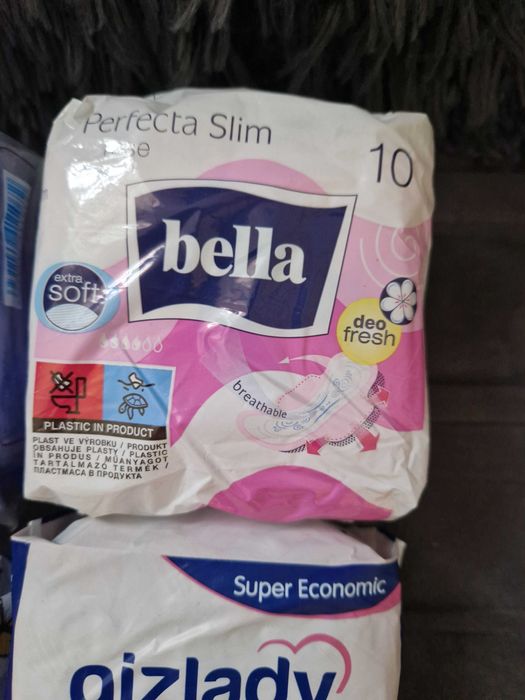 Perfecta Slim
10
bella
extra
soft
deo
fresh
breathable
PLASTIC IN PRODUCT
PLAST VE VÝROBKU / PRODUKT
OBSAHUJE PLASTY / PLASTIC
ÎN PRODUS / MŰANYAGOT
TARTALMAZÓ TERMÉK /
ПЛАСТМАСА В ПРОДУКТА
Super Economic
gizlady